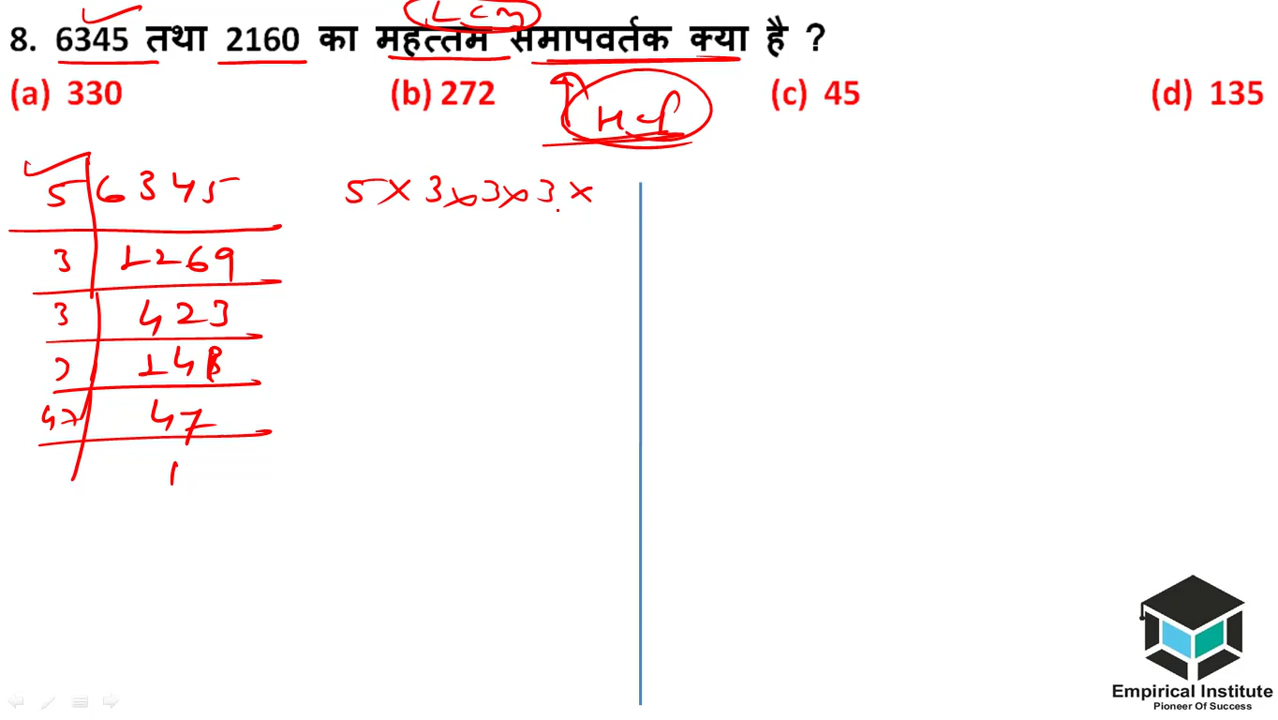 LCM
8. 6345 तथा 2160 का महत्तम समापवर्तक क्या है ?
(a) 330 (b) 272 (c) 45 (d) 135
Hcf
5 6345 5 × 3 × 3 × 3 ×
3 1269
3 423
3 141
47 47
1
Empirical Institute
Pioneer Of Success